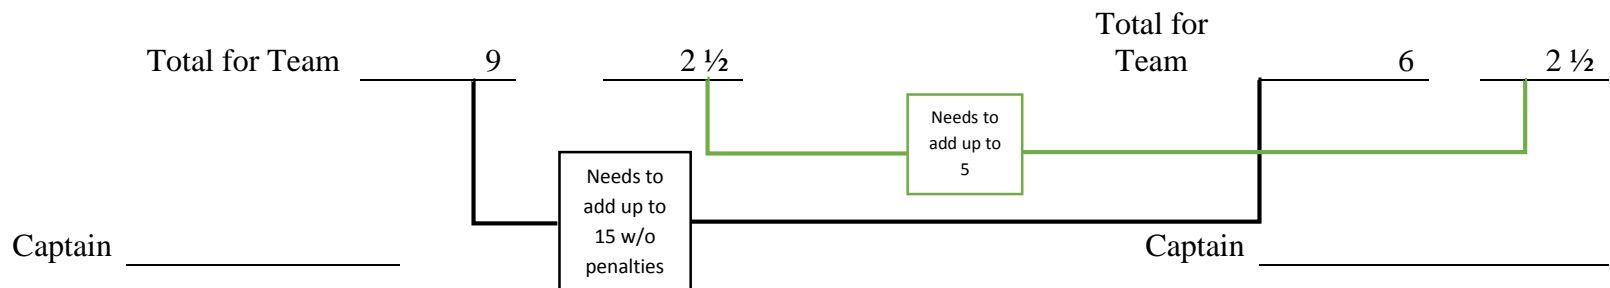 Total for Team 9 2 ½
Total for
Team 6 2 ½
Needs to
add up to
5
Needs to
add up to
15 w/o
penalties
Captain
Captain